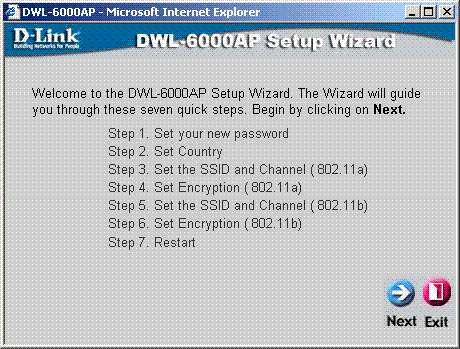 DWL-6000AP - Microsoft Internet Explorer
D-Link
Building Networks for People
DWL-6000AP Setup Wizard
Welcome to the DWL-6000AP Setup Wizard. The Wizard will guide
you through these seven quick steps. Begin by clicking on Next.
Step 1. Set your new password
Step 2. Set Country
Step 3. Set the SSID and Channel ( 802.11a)
Step 4. Set Encryption ( 802.11a)
Step 5. Set the SSID and Channel ( 802.11b)
Step 6. Set Encryption ( 802.11b)
Step 7. Restart
Next Exit